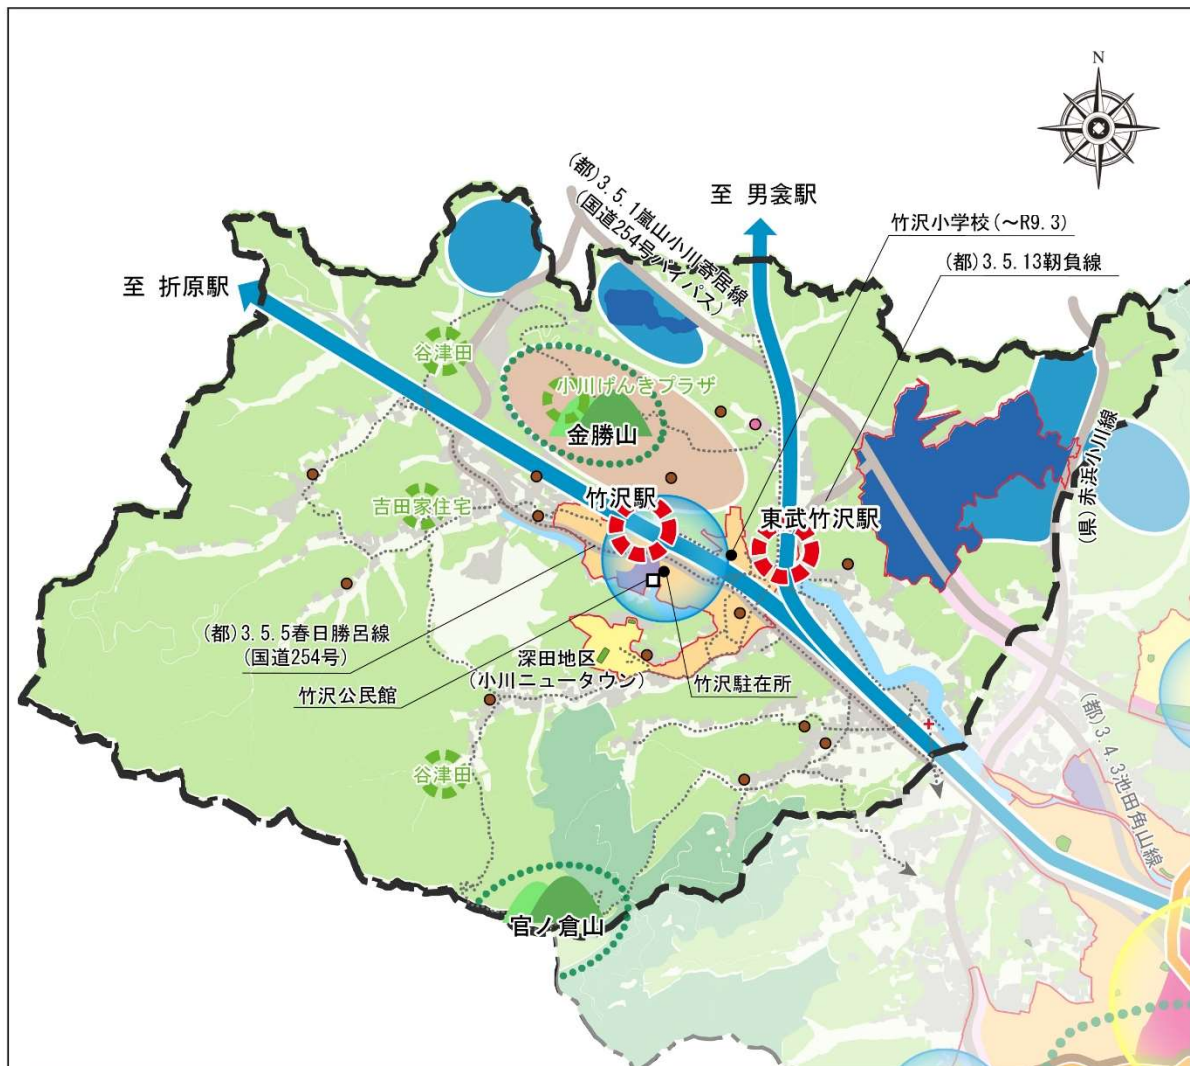 N
(都)3.5.1嵐山小川寄居線
(国道254号バイパス)
至 男衾駅
竹沢小学校(～R9.3)
(都)3.5.13靭負線
至 折原駅
谷津田
小川げんきプラザ
金勝山
(県)赤浜小川線
吉田家住宅
竹沢駅
東武竹沢駅
(都)3.5.5春日勝呂線
(国道254号)
深田地区
(小川ニュータウン)
竹沢公民館
竹沢駐在所
(都)3.4.3池田角山線
谷津田
官ノ倉山